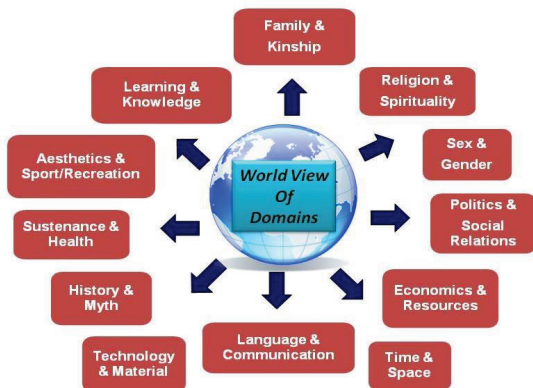 Family &
Kinship
Religion &
Spirituality
Sex &
Gender
Politics &
Social
Relations
Economics &
Resources
Time &
Space
Language &
Communication
Technology
& Material
History &
Myth
Sustenance &
Health
Aesthetics &
Sport/Recreation
Learning &
Knowledge
World View
Of
Domains